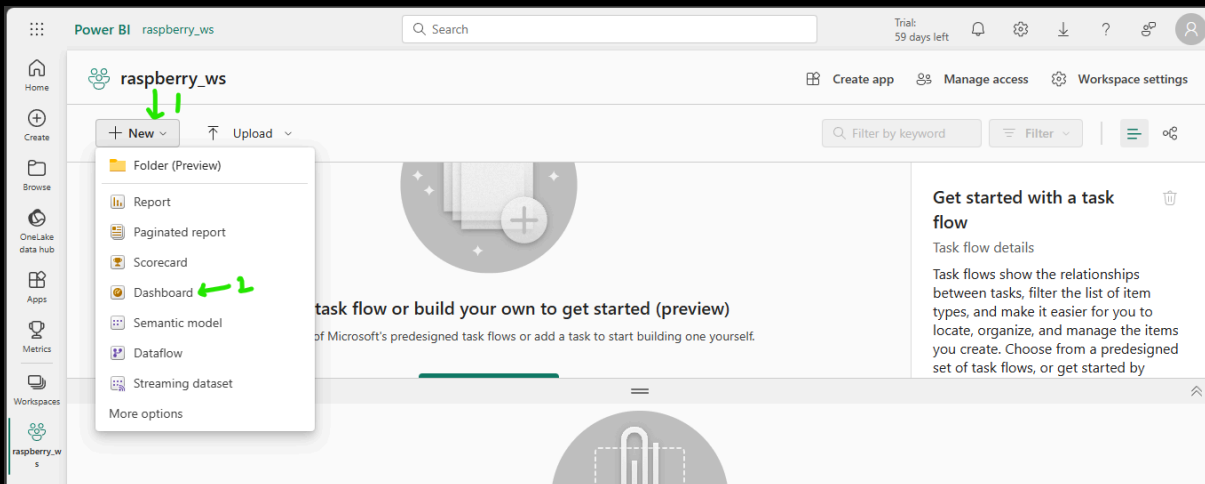 Power BI raspberry_ws
Search
Trial:
59 days left
Home
Create
Browse
OneLake
data hub
Apps
Metrics
Workspaces
raspberry_w
s
raspberry_ws
Create app
Manage access
Workspace settings
1
New
Upload
Filter by keyword
Filter
Folder (Preview)
Report
Paginated report
Scorecard
Dashboard
2
Semantic model
Dataflow
Streaming dataset
More options
task flow or build your own to get started (preview)
of Microsoft's predesigned task flows or add a task to start building one yourself.
Get started with a task
flow
Task flow details
Task flows show the relationships
between tasks, filter the list of item
types, and make it easier for you to
locate, organize, and manage the items
you create. Choose from a predesigned
set of task flows, or get started by